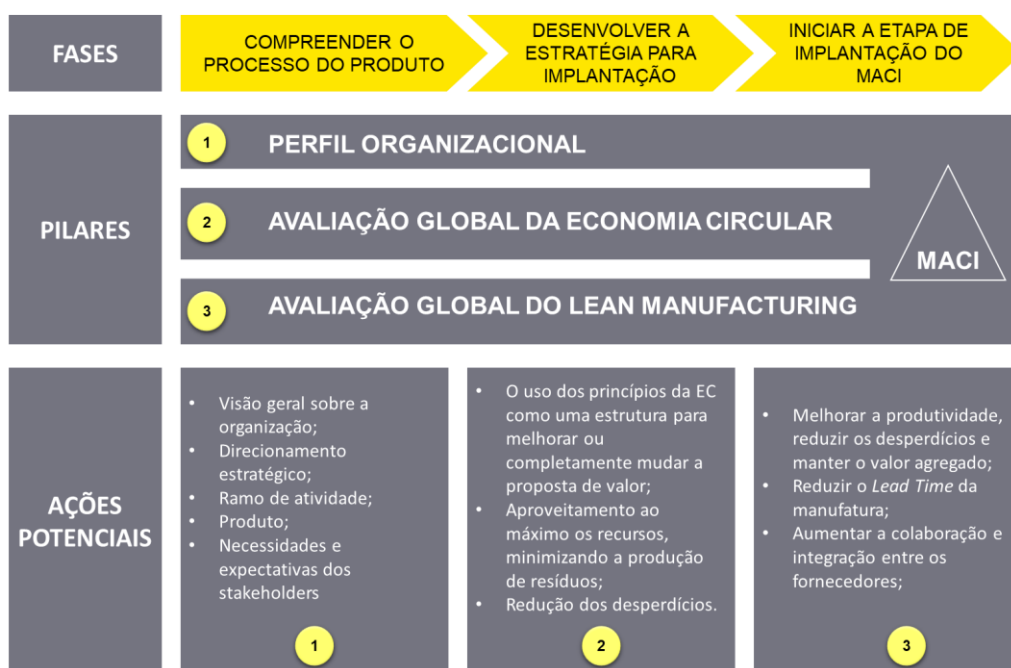 FASES
COMPREENDER O
PROCESSO DO PRODUTO
DESENVOLVER A
ESTRATÉGIA PARA
IMPLANTAÇÃO
INICIAR A ETAPA DE
IMPLANTAÇÃO DO
MACI
PILARES
1 PERFIL ORGANIZACIONAL
2 AVALIAÇÃO GLOBAL DA ECONOMIA CIRCULAR
3 AVALIAÇÃO GLOBAL DO LEAN MANUFACTURING
MACI
AÇÕES
POTENCIAIS
• Visão geral sobre a
organização;
• Direcionamento
estratégico;
• Ramo de atividade;
• Produto;
• Necessidades e
expectativas dos
stakeholders
1
• O uso dos princípios da EC
como uma estrutura para
melhorar ou
completamente mudar a
proposta de valor;
• Aproveitamento ao
máximo os recursos,
minimizando a produção
de resíduos;
• Redução dos desperdícios.
2
• Melhorar a produtividade,
reduzir os desperdícios e
manter o valor agregado;
• Reduzir o Lead Time da
manufatura;
• Aumentar a colaboração e
integração entre os
fornecedores;
3